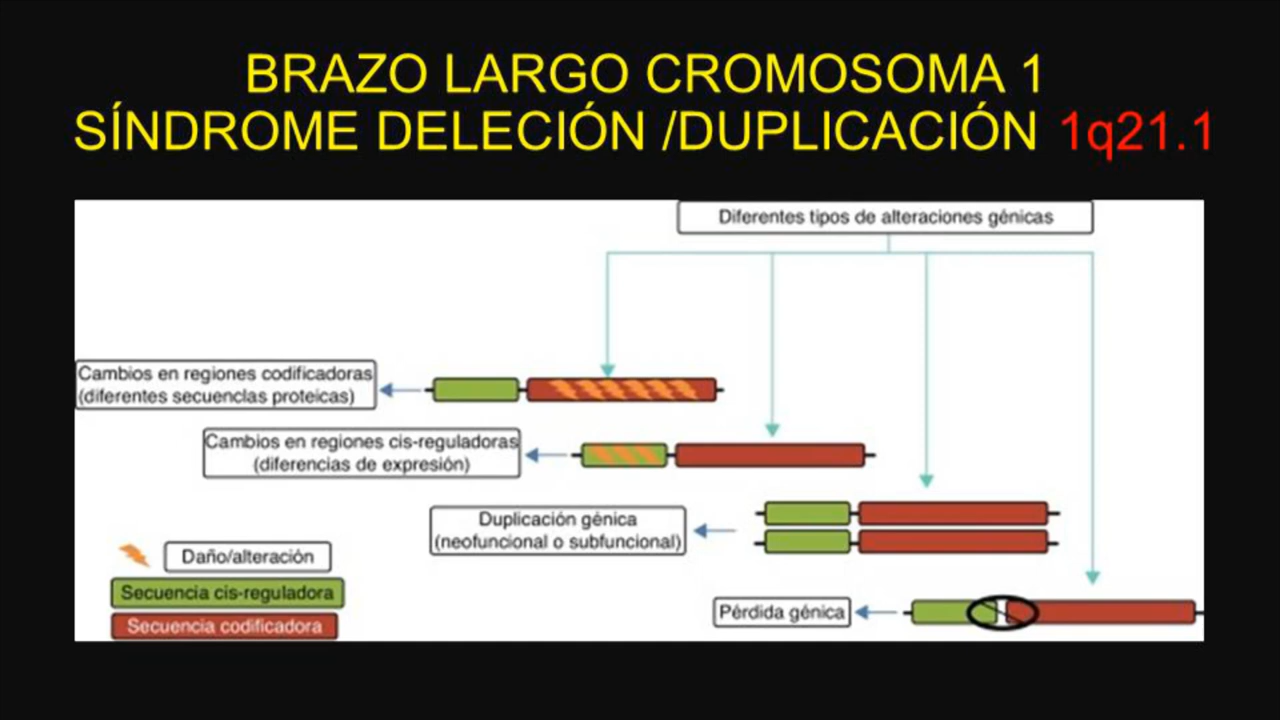 BRAZO LARGO CROMOSOMA 1
SÍNDROME DELECIÓN /DUPLICACIÓN 1q21.1
Diferentes tipos de alteraciones génicas
Cambios en regiones codificadoras
(diferentes secuenclas proteicas)
Cambios en regiones cis-reguladoras
(diferencias de expresión)
Duplicación génica
(neofuncional o subfuncional)
Daño/alteración
Secuencia cis-reguladora
Pérdida génica
Secuencia codificadora